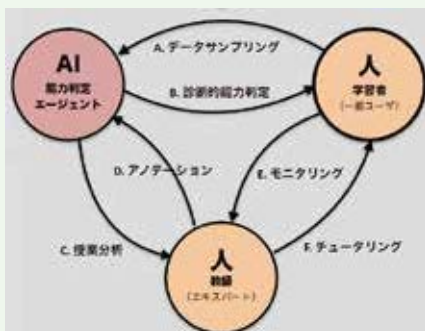 A. データサンプリング
AI
能力判定
エージェント
人
学習者
(一般ユーザ)
B. 診断的能力判定
D. アノテーション
E. モニタリング
C. 授業分析
F. チュータリング
人
教師
(エキスパート)